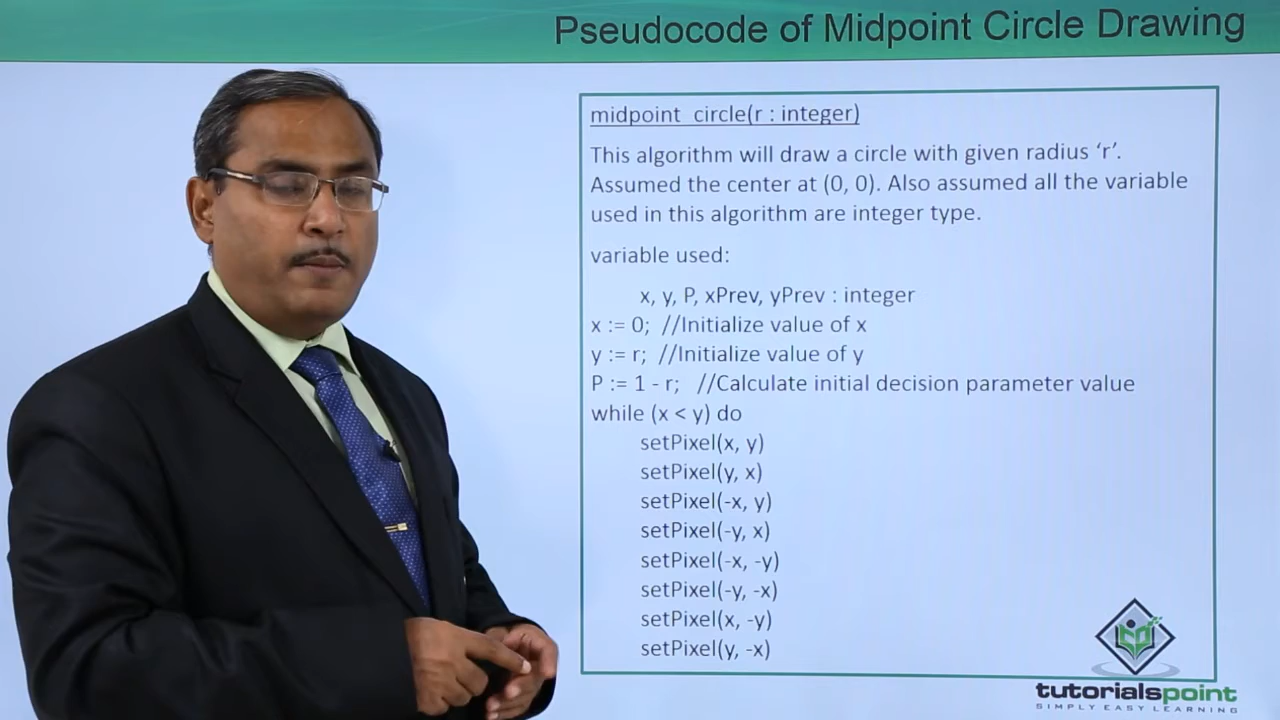 Pseudocode of Midpoint Circle Drawing
midpoint_circle(r : integer)
This algorithm will draw a circle with given radius ‘r’.
Assumed the center at (0, 0). Also assumed all the variable
used in this algorithm are integer type.
variable used:
x, y, P, xPrev, yPrev : integer
x := 0; //Initialize value of x
y := r; //Initialize value of y
P := 1 - r; //Calculate initial decision parameter value
while (x < y) do
setPixel(x, y)
setPixel(y, x)
setPixel(-x, y)
setPixel(-y, x)
setPixel(-x, -y)
setPixel(-y, -x)
setPixel(x, -y)
setPixel(y, -x)
tutorialspoint
SIMPLY EASY LEARNING